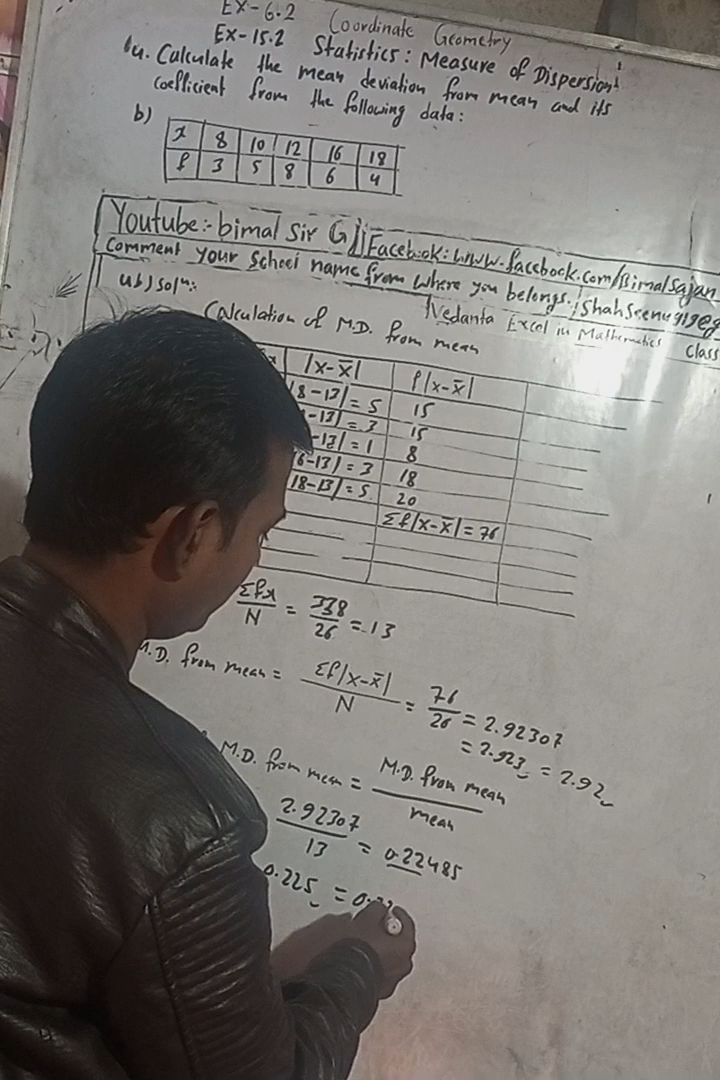 EX-6.2 Coordinate Geometry
EX-15.2 Statistics: Measure of Dispersion
4. Calculate the mean deviation from mean and its
coefficient from the following data:
b)
x 8 10 12 16 18
f 3 5 8 6 4
Youtube:- bimal Sir G Facebook: www.facebook.com/Bimalsajan
Comment your School name from where you belongs.
4b) Solⁿ: Vedanta Excel in Mathematics Class
Calculation of M.D. from mean
|x-x̄| f|x-x̄|
|8-13| = 5 15
-13| = 3 15
-13| = 1 8
6-13| = 3 18
|18-13| = 5 20
Σf|x-x̄| = 76
Σfx/N = 338/26 = 13
M.D. from mean = Σf|x-x̄|/N = 76/26 = 2.92307
= 2.923 = 2.92
M.D. from mean = M.D. from mean/mean
2.92307/13 = 0.22485
0.225 = 0.